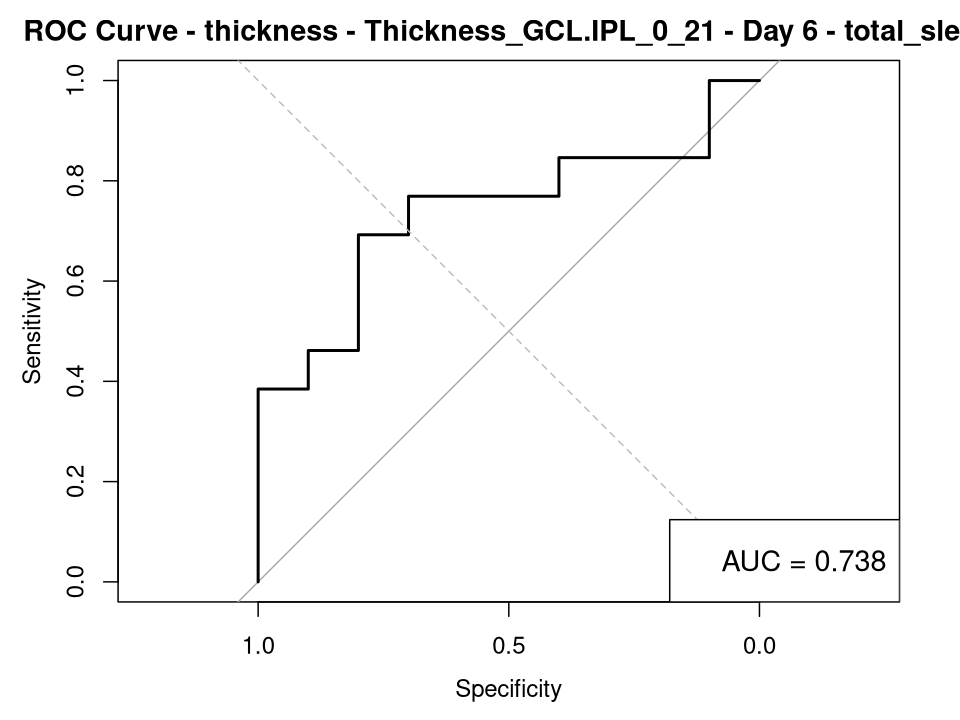 ROC Curve - thickness - Thickness_GCL.IPL_0_21 - Day 6 - total_sle
1.0
0.8
0.6
0.4
0.2
0.0
Sensitivity
AUC = 0.738
1.0 0.5 0.0
Specificity